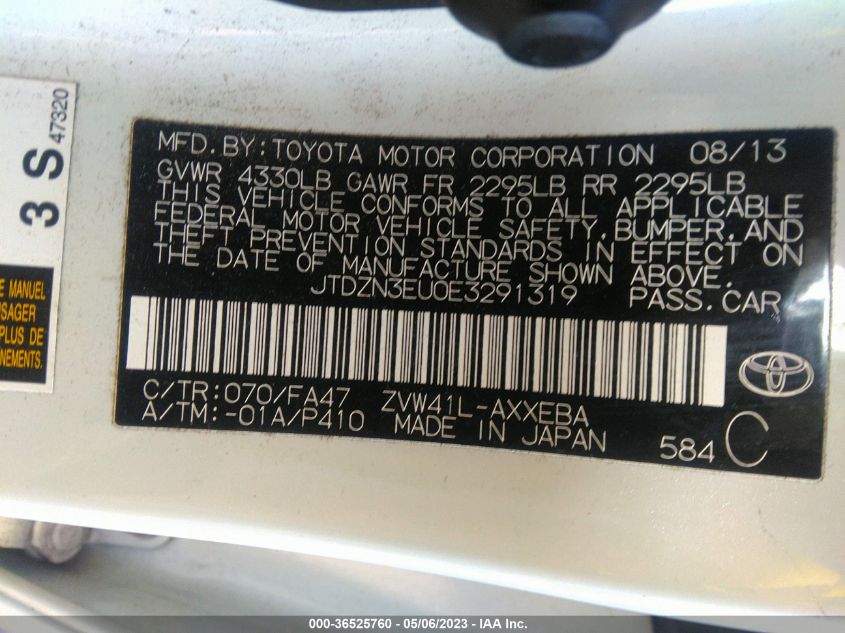 3 S 47320
E MANUEL
USAGER
PLUS DE
NEMENTS.
MFD.BY:TOYOTA MOTOR CORPORATION 08/13
GVWR 4330LB GAWR FR 2295LB RR 2295LB
THIS VEHICLE CONFORMS TO ALL APPLICABLE
FEDERAL MOTOR VEHICLE SAFETY,BUMPER,AND
THEFT PREVENTION STANDARDS IN EFFECT ON
THE DATE OF MANUFACTURE SHOWN ABOVE.
JTDZN3EU0E3291319 PASS.CAR
C/TR:070/FA47 ZVW41L-AXXEBA
A/TM:-01A/P410 MADE IN JAPAN 584 C
000-36525760 - 05/06/2023 - IAA Inc.